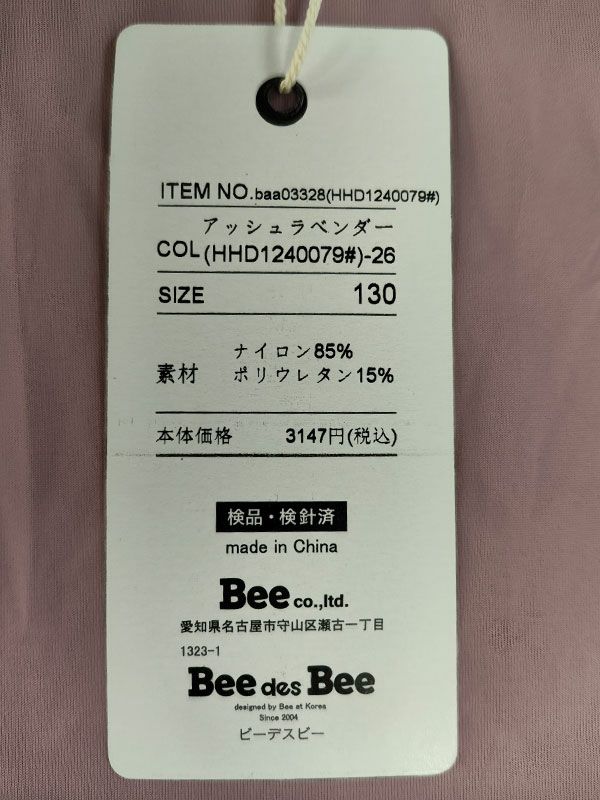 ITEM NO.baa03328(HHD1240079#)
アッシュラベンダー
COL(HHD1240079#)-26
SIZE 130
ナイロン85%
素材 ポリウレタン15%
本体価格 3147円(税込)
検品・検針済
made in China
Bee co.,ltd.
愛知県名古屋市守山区瀬古一丁目
1323-1
Bee des Bee
designed by Bee at Korea
Since 2004
ビーデスビー